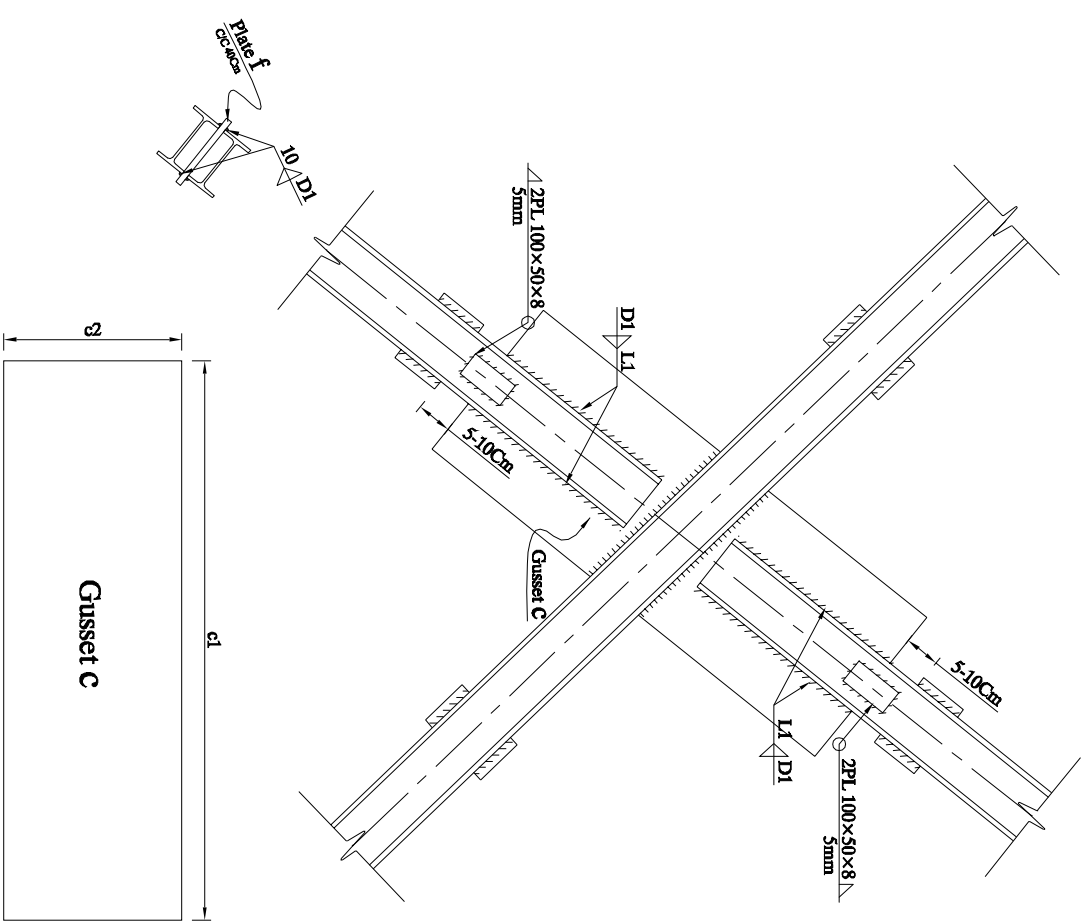 Plate f
C/C 40Cm
10
D1
2PL 100×50×8
5mm
D1
L1
5-10Cm
Gusset C
5-10Cm
L1
D1
2PL 100×50×8
5mm
c2
c1
Gusset c